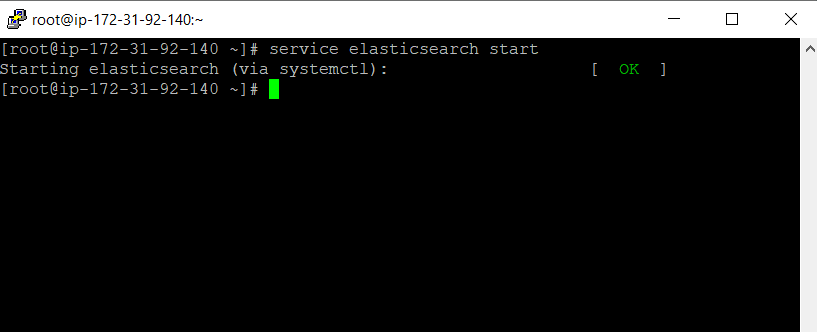 root@ip-172-31-92-140:~
[root@ip-172-31-92-140 ~]# service elasticsearch start
Starting elasticsearch (via systemctl):                    [  OK  ]
[root@ip-172-31-92-140 ~]#